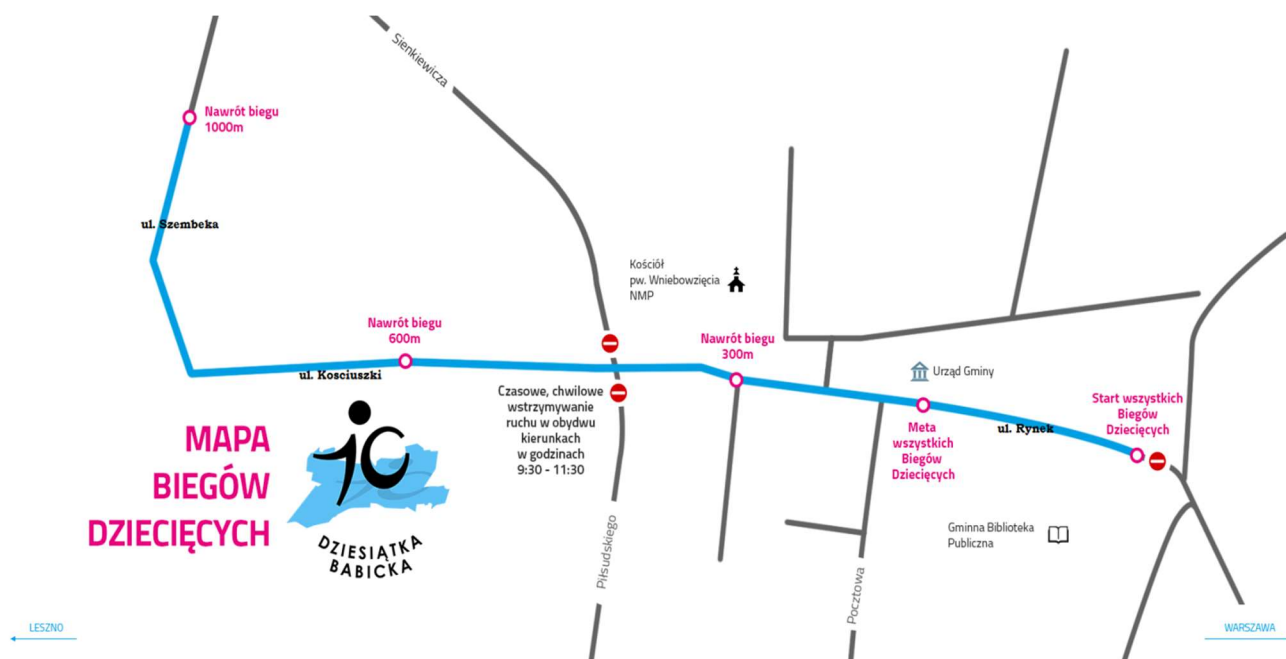 Sienkiewicza
Nawrót biegu
1000m
ul. Szembeka
Kościół
pw. Wniebowzięcia
NMP
Nawrót biegu
600m
Nawrót biegu
300m
ul. Kosciuszki
Urząd Gminy
Czasowe, chwilowe
wstrzymywanie
ruchu w obydwu
kierunkach
w godzinach
9:30 - 11:30
Start wszystkich
Biegów
Dziecięcych
ul. Rynek
Meta
wszystkich
Biegów
Dziecięcych
MAPA
BIEGÓW
DZIECIĘCYCH
10
DZIESIĄTKA
BABICKA
Gminna Biblioteka
Publiczna
Piłsudskiego
Pocztowa
LESZNO
WARSZAWA